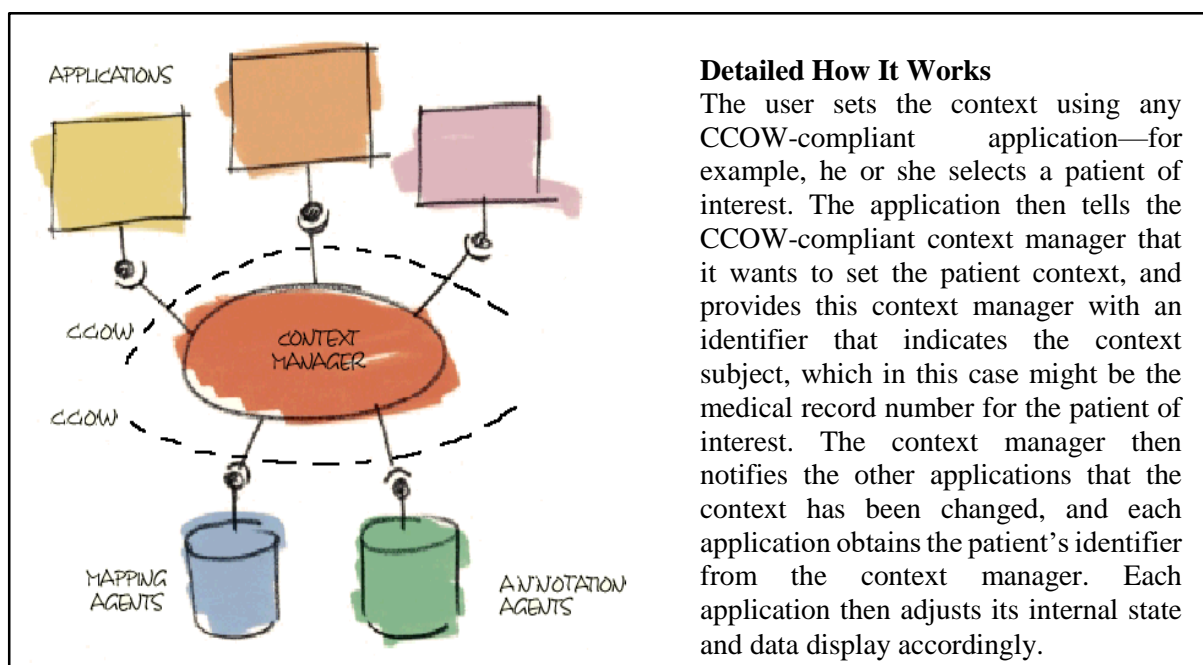 APPLICATIONS
CCOW
CONTEXT
MANAGER
CCOW
MAPPING
AGENTS
ANNOTATION
AGENTS
Detailed How It Works
The user sets the context using any
CCOW-compliant application—for
example, he or she selects a patient of
interest. The application then tells the
CCOW-compliant context manager that
it wants to set the patient context, and
provides this context manager with an
identifier that indicates the context
subject, which in this case might be the
medical record number for the patient of
interest. The context manager then
notifies the other applications that the
context has been changed, and each
application obtains the patient’s identifier
from the context manager. Each
application then adjusts its internal state
and data display accordingly.